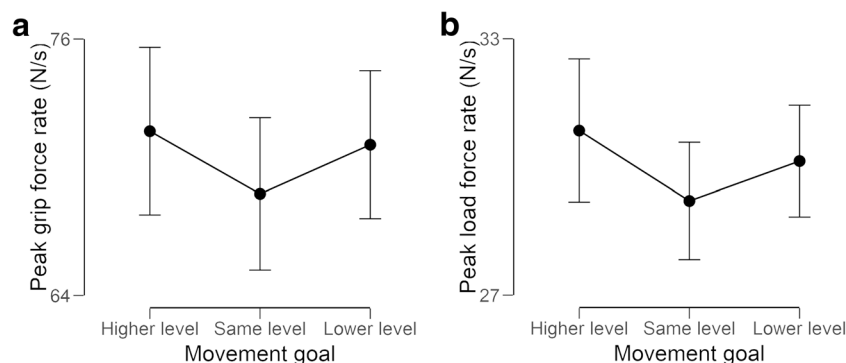 a
Peak grip force rate (N/s)
76
64
Higher level Same level Lower level
Movement goal
b
Peak load force rate (N/s)
33
27
Higher level Same level Lower level
Movement goal